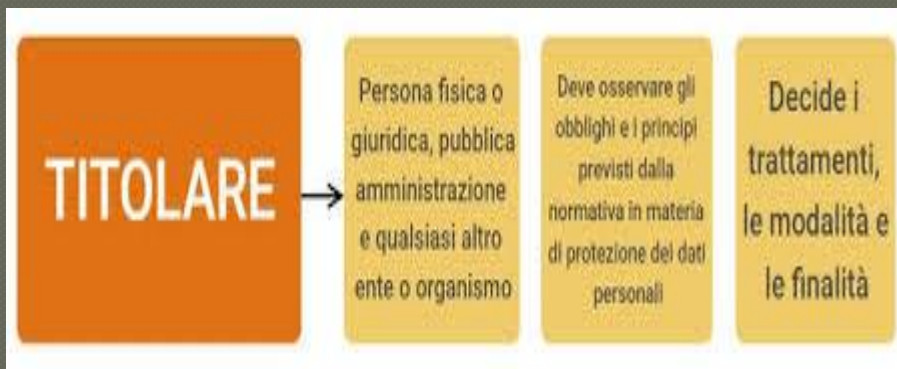 TITOLARE
Persona fisica o
giuridica, pubblica
amministrazione
e qualsiasi altro
ente o organismo
Deve osservare gli
obblighi e i principi
previsti dalla
normativa in materia
di protezione dei dati
personali
Decide i
trattamenti,
le modalità e
le finalità